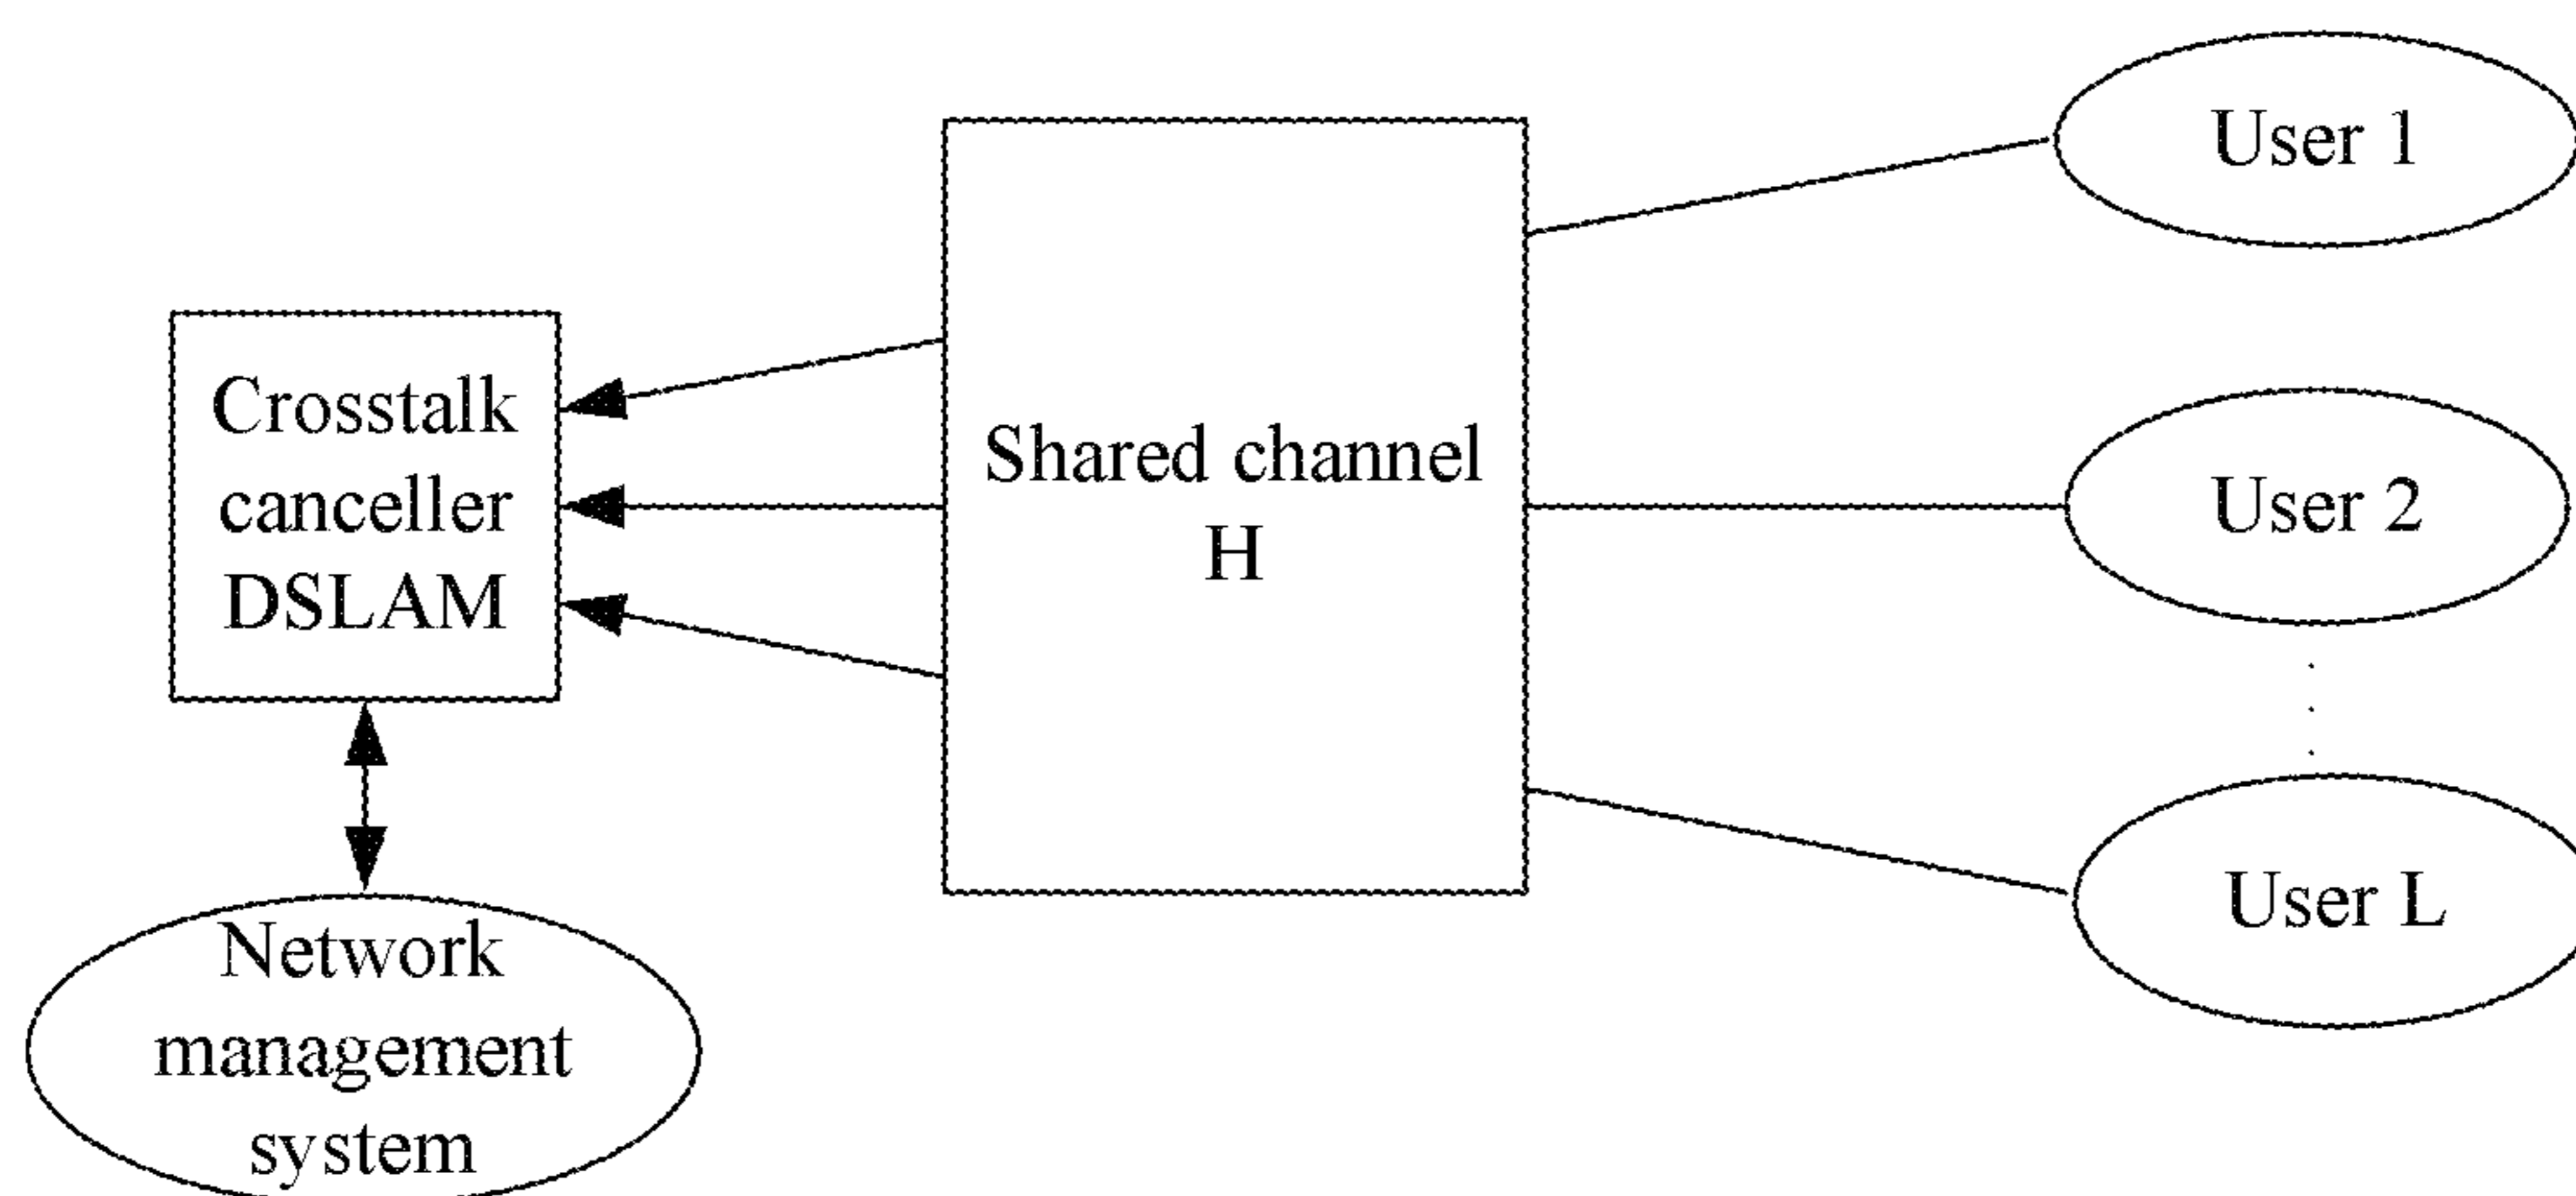 User 1
Crosstalk
canceller
DSLAM
Shared channel
H
User 2
User L
Network
management
system